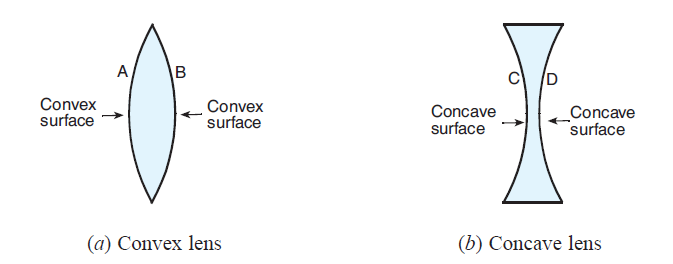 A
B
Convex
surface
Convex
surface
(a) Convex lens
C
D
Concave
surface
Concave
surface
(b) Concave lens